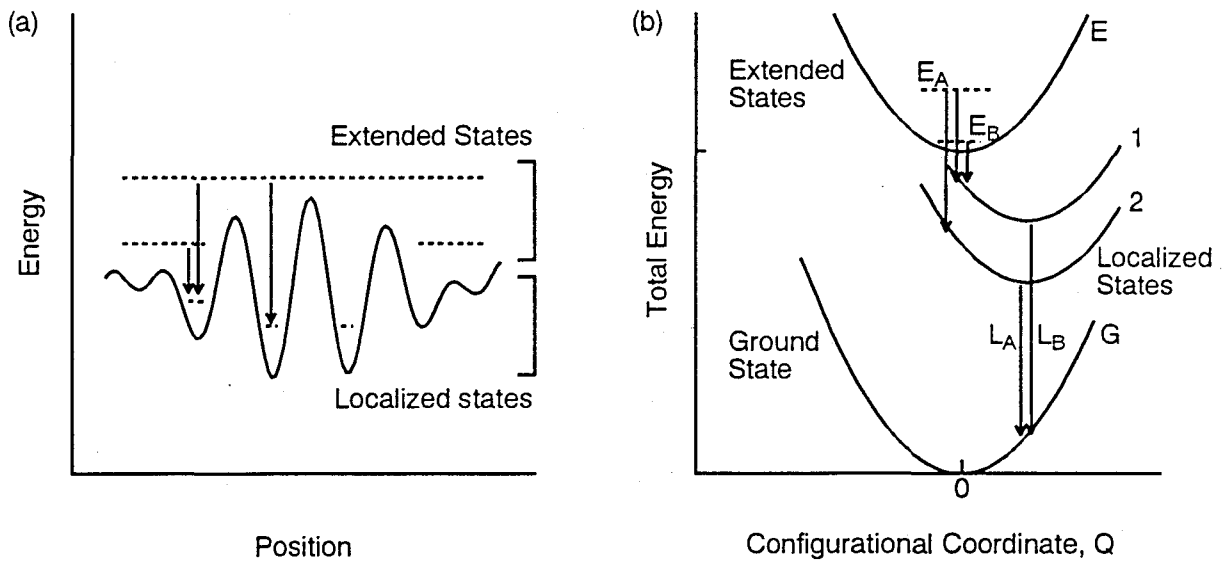 (a)
Energy
Extended States
Localized states
Position
(b)
Total Energy
Extended
States
E
E_A
E_B
1
2
Localized
States
Ground
State
L_A
L_B
G
0
Configurational Coordinate, Q